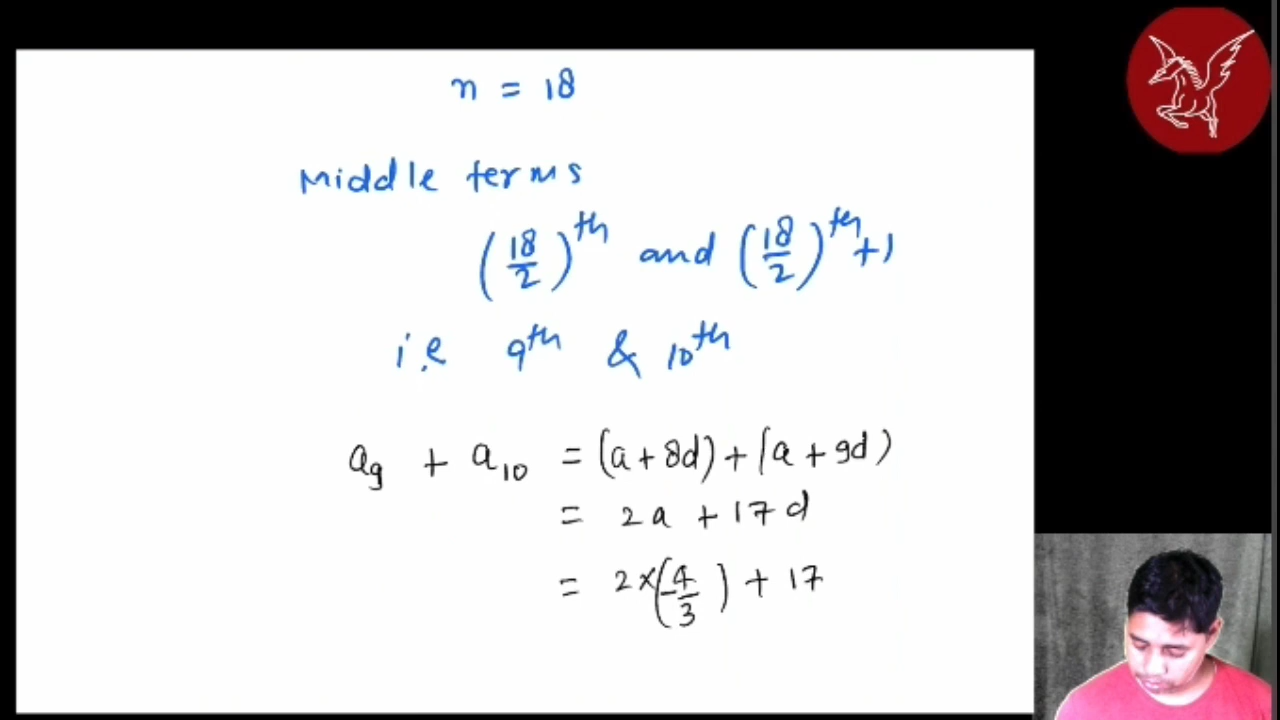 n = 18
Middle terms
(18/2)^th and (18/2)^th +1
i.e 9^th & 10^th
a_9 + a_10 = (a + 8d) + (a + 9d)
= 2a + 17d
= 2×(-4/3) + 17